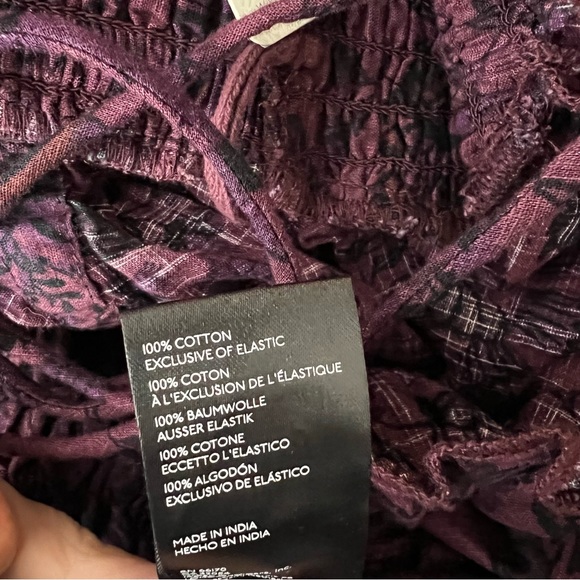 100% COTTON
EXCLUSIVE OF ELASTIC
100% COTON
À L'EXCLUSION DE L'ÉLASTIQUE
100% BAUMWOLLE
AUSSER ELASTIK
100% COTONE
ECCETTO L'ELASTICO
100% ALGODÓN
EXCLUSIVO DE ELÁSTICO
MADE IN INDIA
HECHO EN INDIA